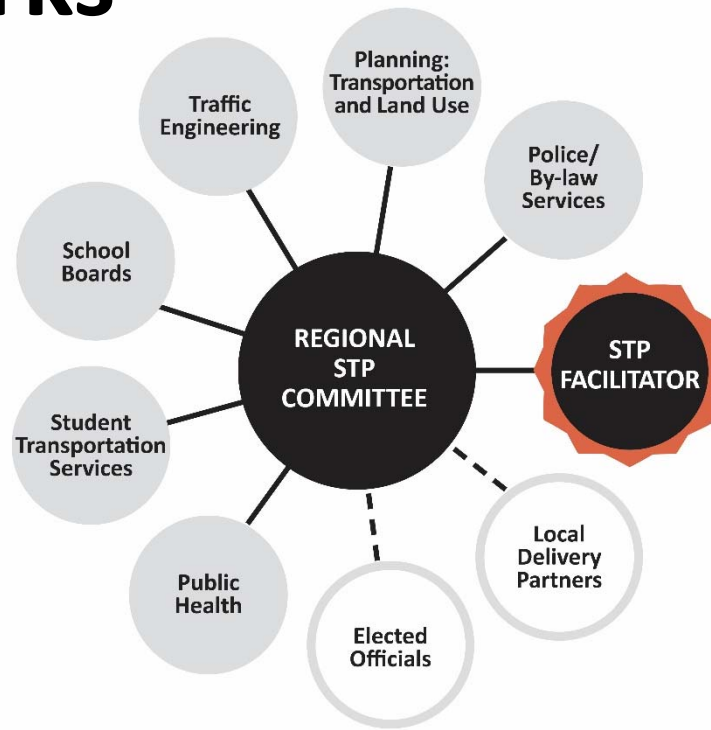 Planning:
Transportation
and Land Use
Traffic
Engineering
Police/
By-law
Services
School
Boards
REGIONAL
STP
COMMITTEE
STP
FACILITATOR
Student
Transportation
Services
Local
Delivery
Partners
Public
Health
Elected
Officials